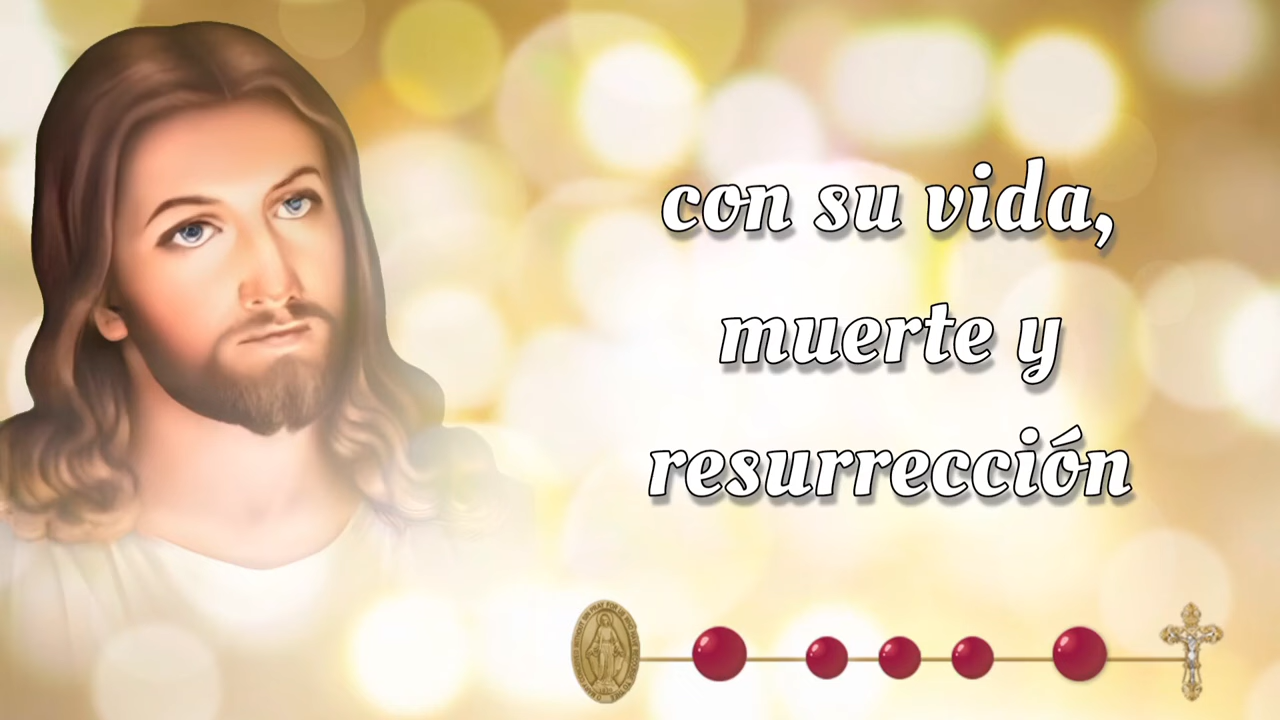 con su vida,
muerte y
resurrección